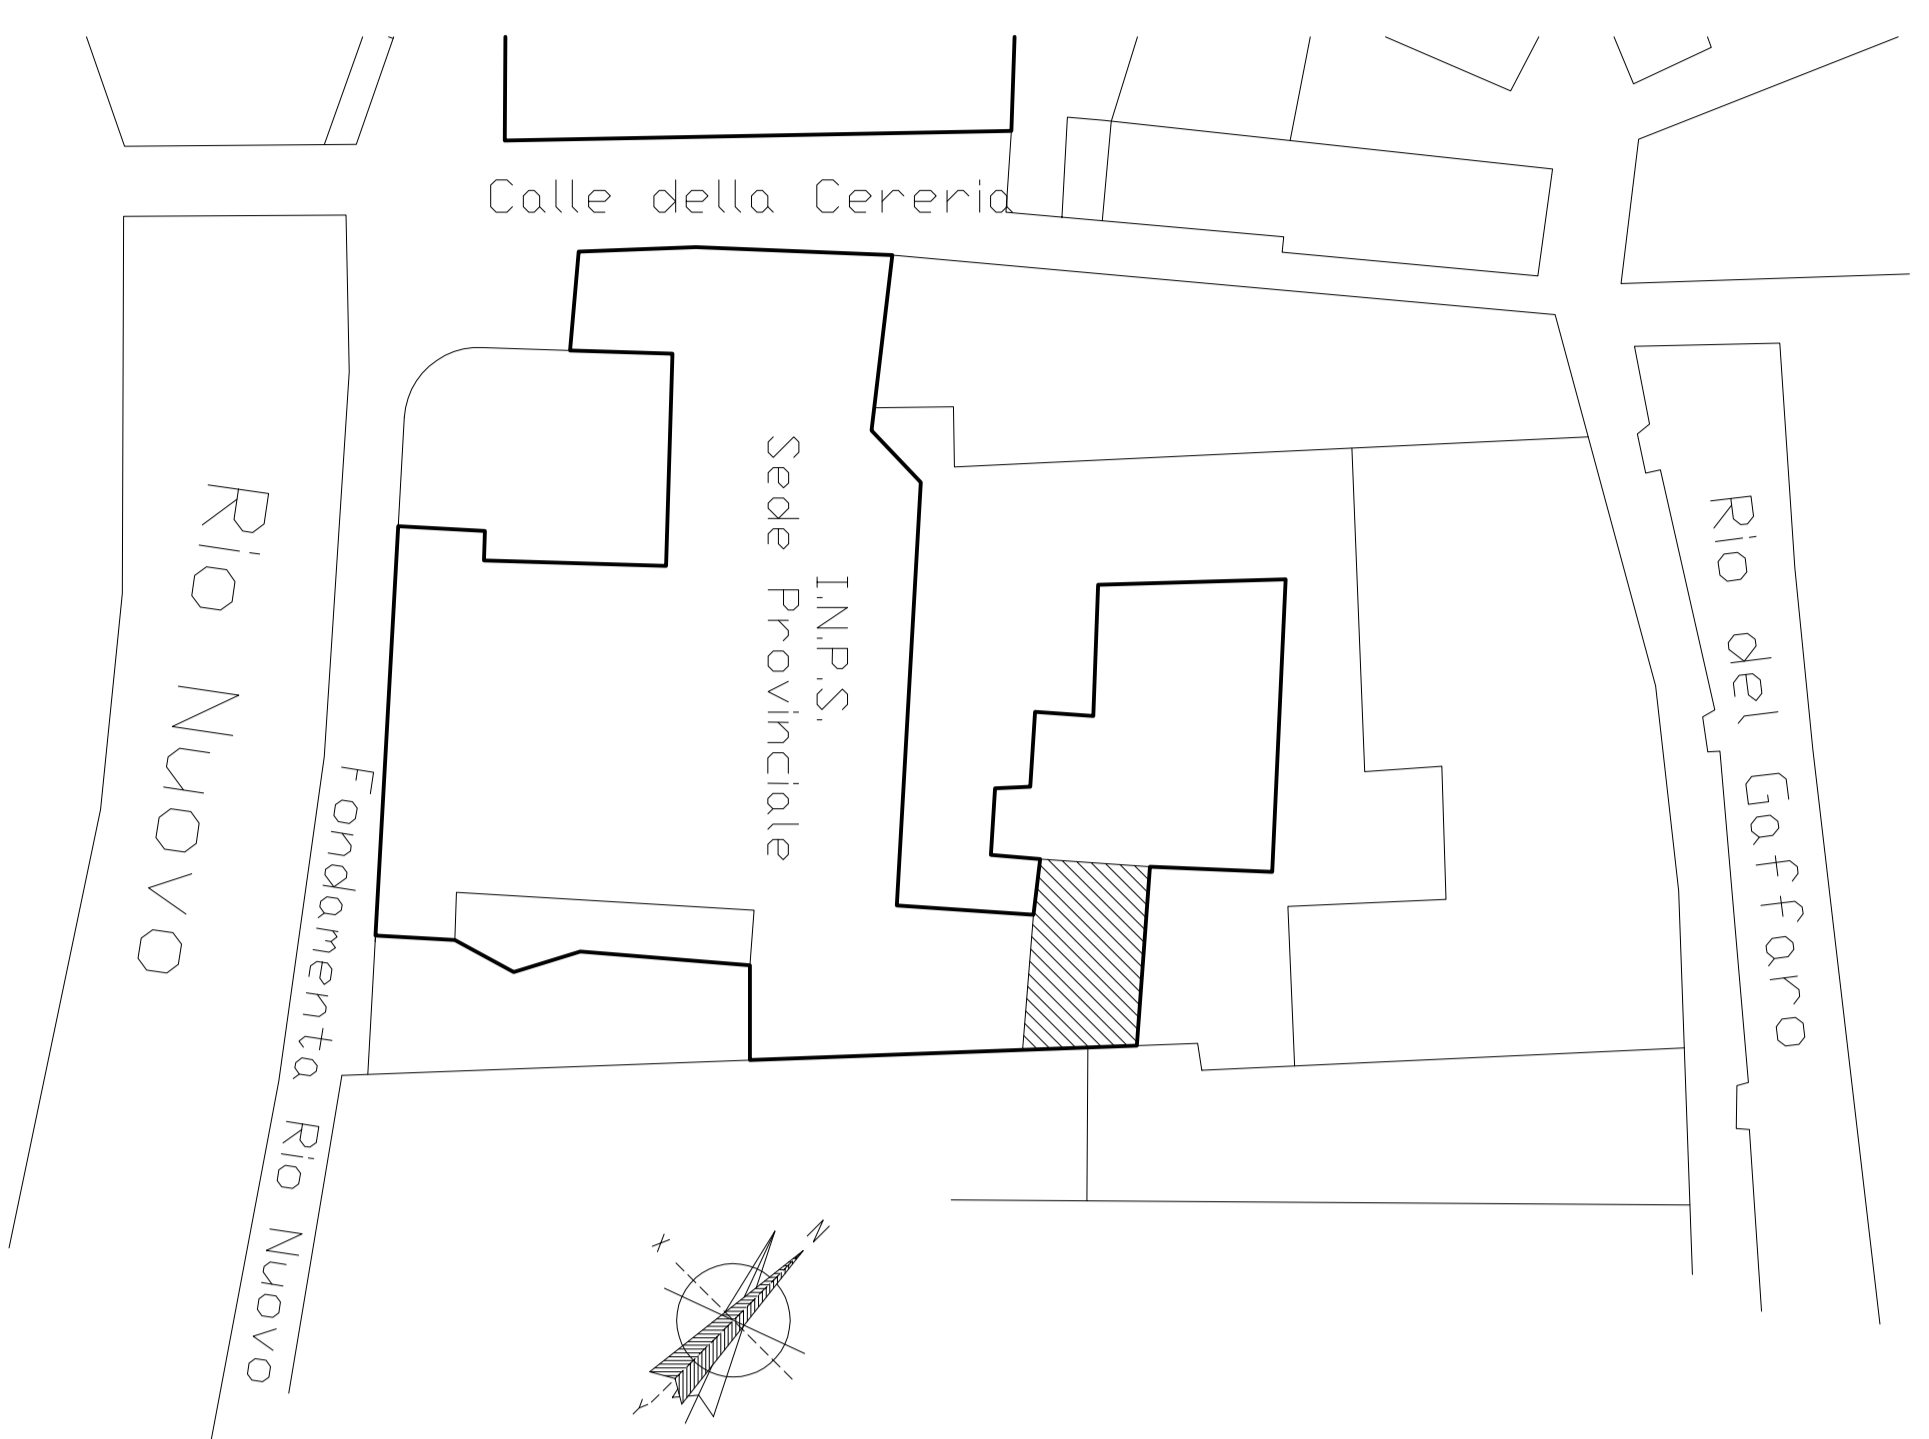 Calle della Cereria
Rio Nuovo
Fondamenta Rio Nuovo
I.N.P.S.
Sede Provinciale
Rio del Gaffaro
X
N
Y